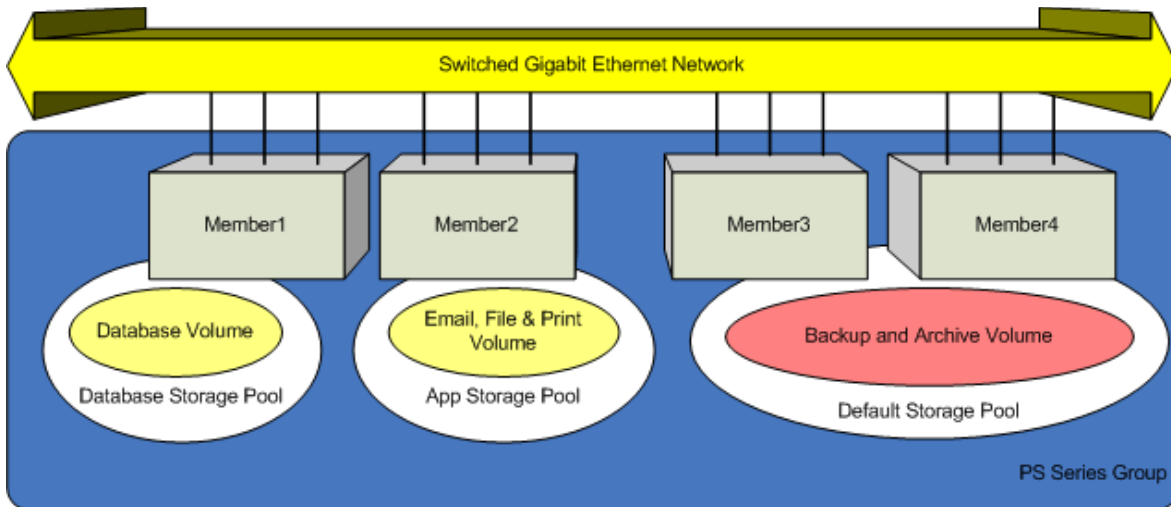 Switched Gigabit Ethernet Network
Member1
Member2
Member3
Member4
Database Volume
Email, File & Print
Volume
Backup and Archive Volume
Database Storage Pool
App Storage Pool
Default Storage Pool
PS Series Group